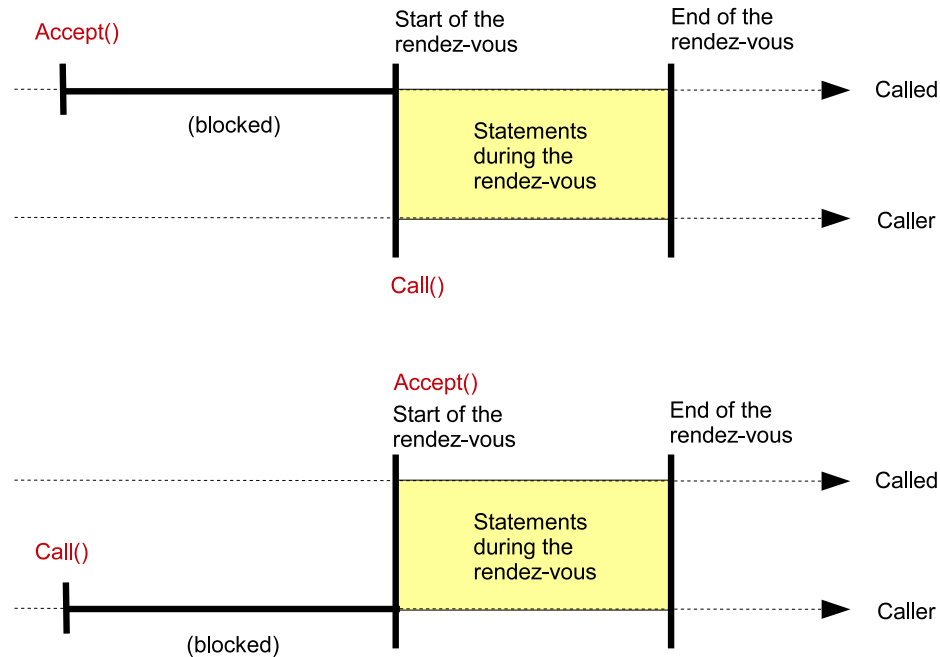 Accept()
Start of the
rendez-vous
End of the
rendez-vous
Called
(blocked)
Statements
during the
rendez-vous
Caller
Call()
Accept()
Start of the
rendez-vous
End of the
rendez-vous
Called
Statements
during the
rendez-vous
Call()
Caller
(blocked)